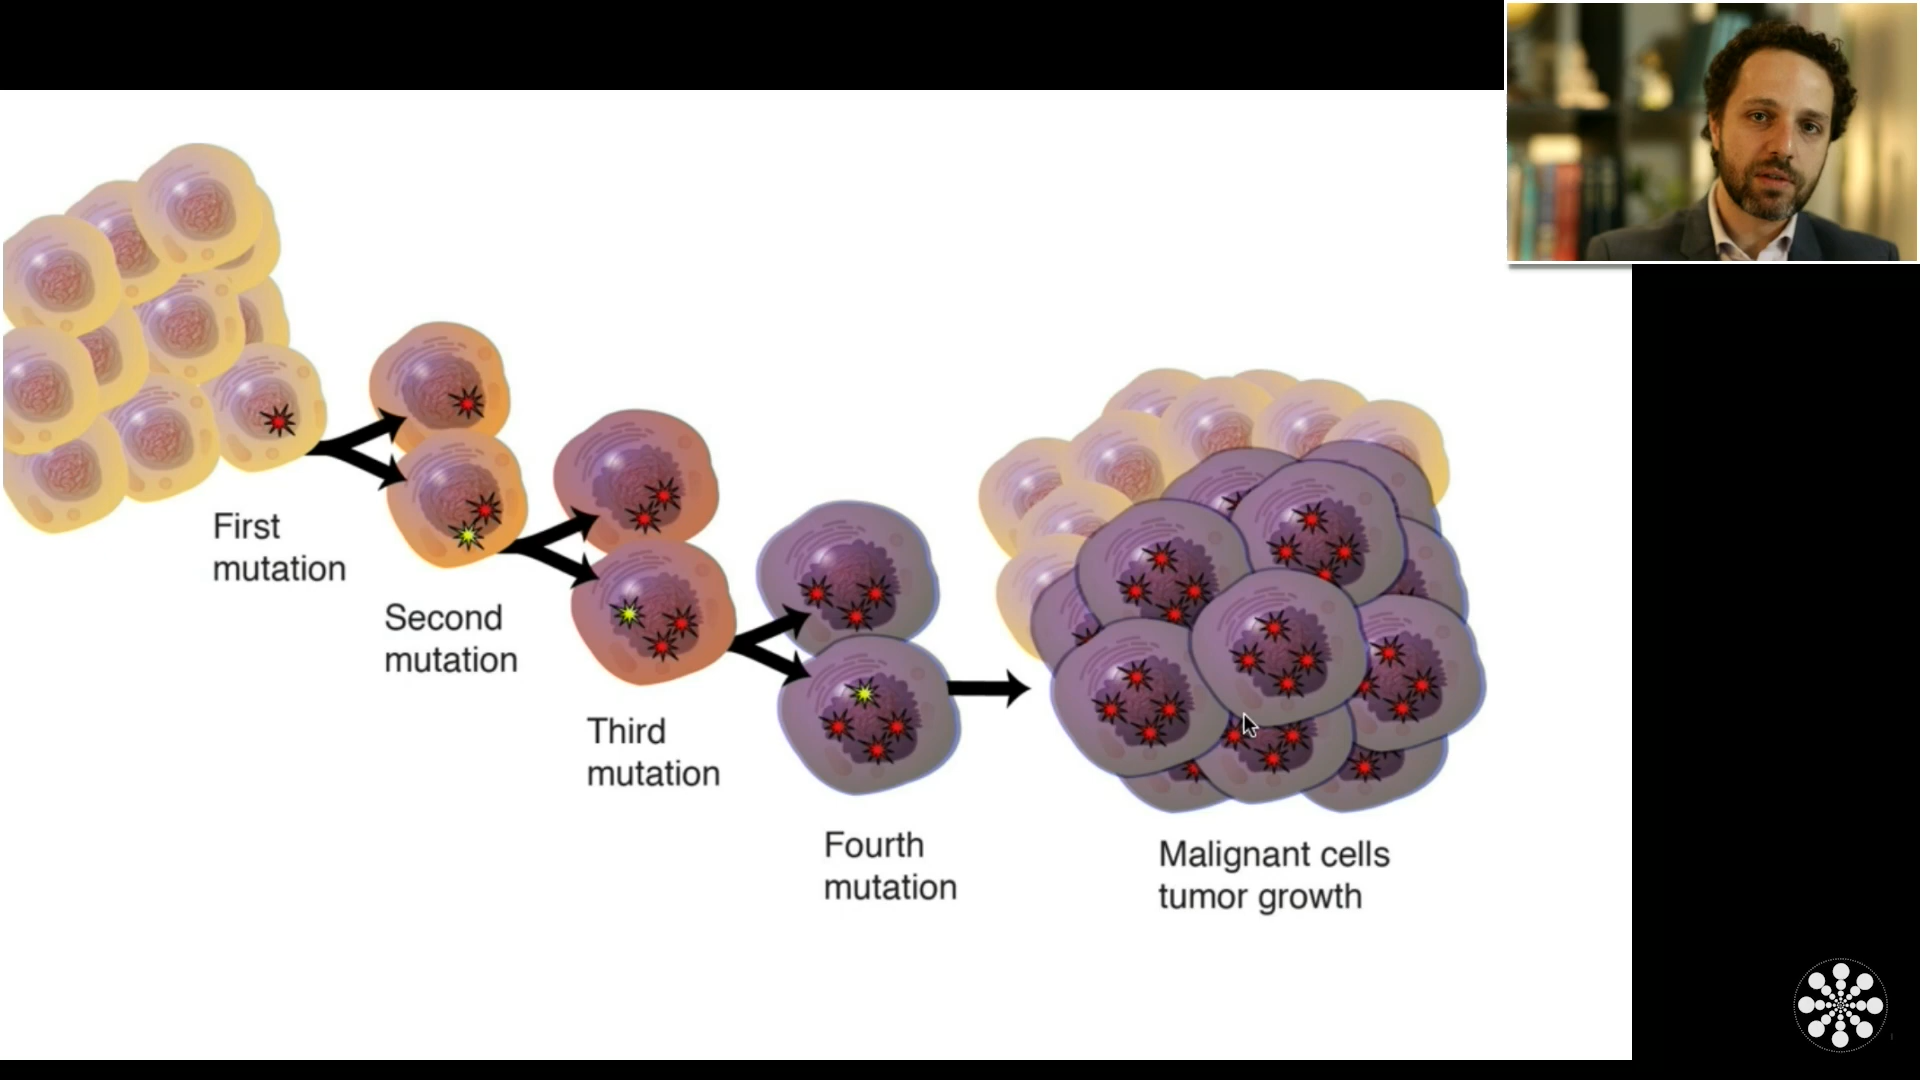 First
mutation
Second
mutation
Third
mutation
Fourth
mutation
Malignant cells
tumor growth